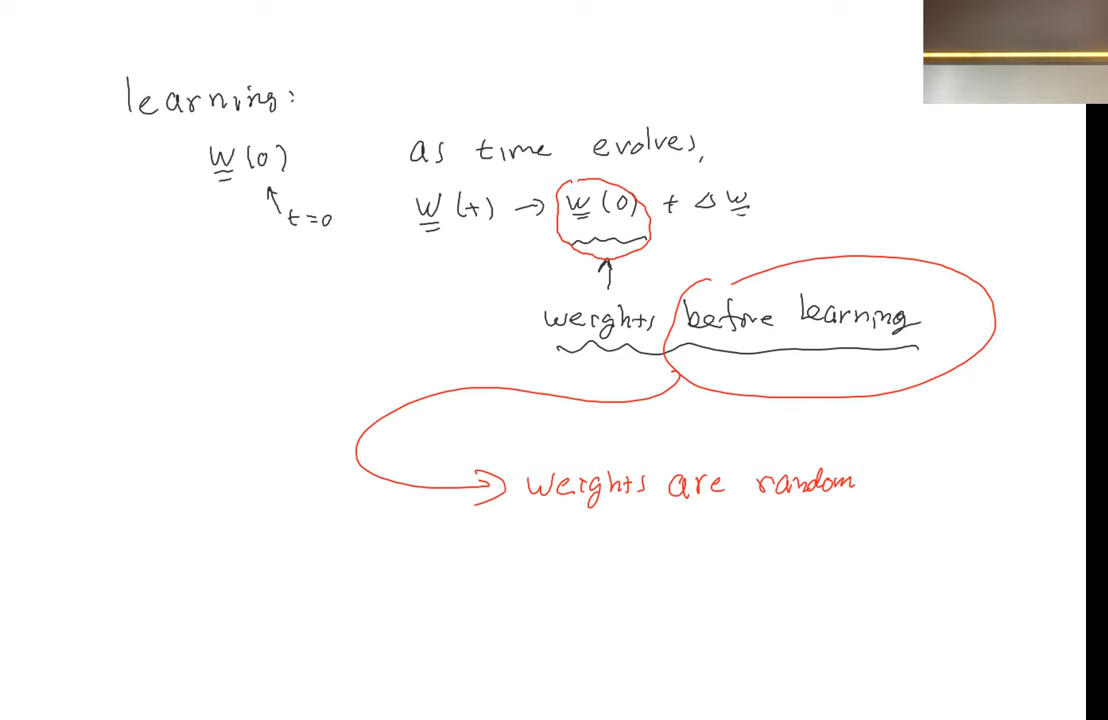 learning:
w(0) as time evolves,
t=0
w(t) → w(0) + Δw
weights before learning
weights are random